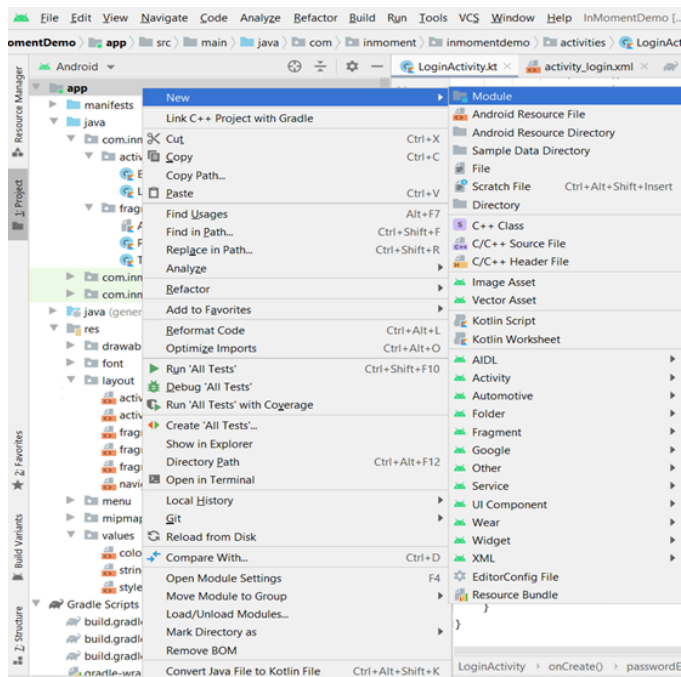 File Edit View Navigate Code Analyze Refactor Build Run Tools VCS Window Help InMomentDemo [..
omentDemo app src main java com inmoment inmomentdemo activities LoginAct
Android
LoginActivity.kt
activity_login.xml
Resource Manager
1: Project
2: Favorites
Build Variants
Z: Structure
app
manifests
java
com.inm
activ
E
L
frag
A
P
T
com.inm
com.inm
java (gener
res
drawab
font
layout
activ
activ
fragr
fragr
fragr
navi
menu
mipmap
values
colo
strin
style
Gradle Scripts
build.gradl
build.gradl
build.gradl
gradle-wra
New
Link C++ Project with Gradle
Cut Ctrl+X
Copy Ctrl+C
Copy Path...
Paste Ctrl+V
Find Usages Alt+F7
Find in Path... Ctrl+Shift+F
Replace in Path... Ctrl+Shift+R
Analyze
Refactor
Add to Favorites
Reformat Code Ctrl+Alt+L
Optimize Imports Ctrl+Alt+O
Run 'All Tests' Ctrl+Shift+F10
Debug 'All Tests'
Run 'All Tests' with Coverage
Create 'All Tests'...
Show in Explorer
Directory Path Ctrl+Alt+F12
Open in Terminal
Local History
Git
Reload from Disk
Compare With... Ctrl+D
Open Module Settings F4
Move Module to Group
Load/Unload Modules...
Mark Directory as
Remove BOM
Convert Java File to Kotlin File Ctrl+Alt+Shift+K
Module
Android Resource File
Android Resource Directory
Sample Data Directory
File
Scratch File Ctrl+Alt+Shift+Insert
Directory
S C++ Class
C/C++ Source File
C/C++ Header File
Image Asset
Vector Asset
Kotlin Script
Kotlin Worksheet
AIDL
Activity
Automotive
Folder
Fragment
Google
Other
Service
UI Component
Wear
Widget
XML
EditorConfig File
Resource Bundle
}
}
LoginActivity › onCreate() › passwordE